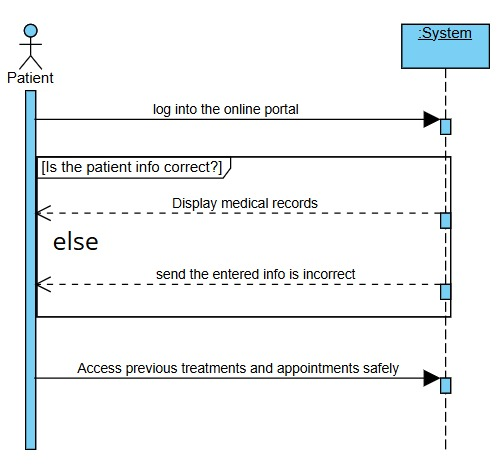 :System
Patient
log into the online portal
[Is the patient info correct?]
Display medical records
else
send the entered info is incorrect
Access previous treatments and appointments safely